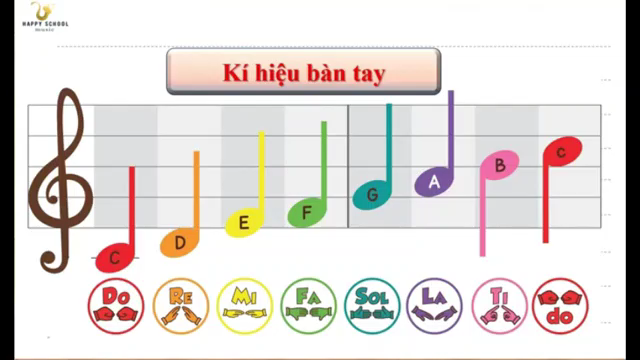 HAPPY SCHOOL
Kí hiệu bàn tay
C D E F G A B c
Do Re Mi Fa Sol La Ti do